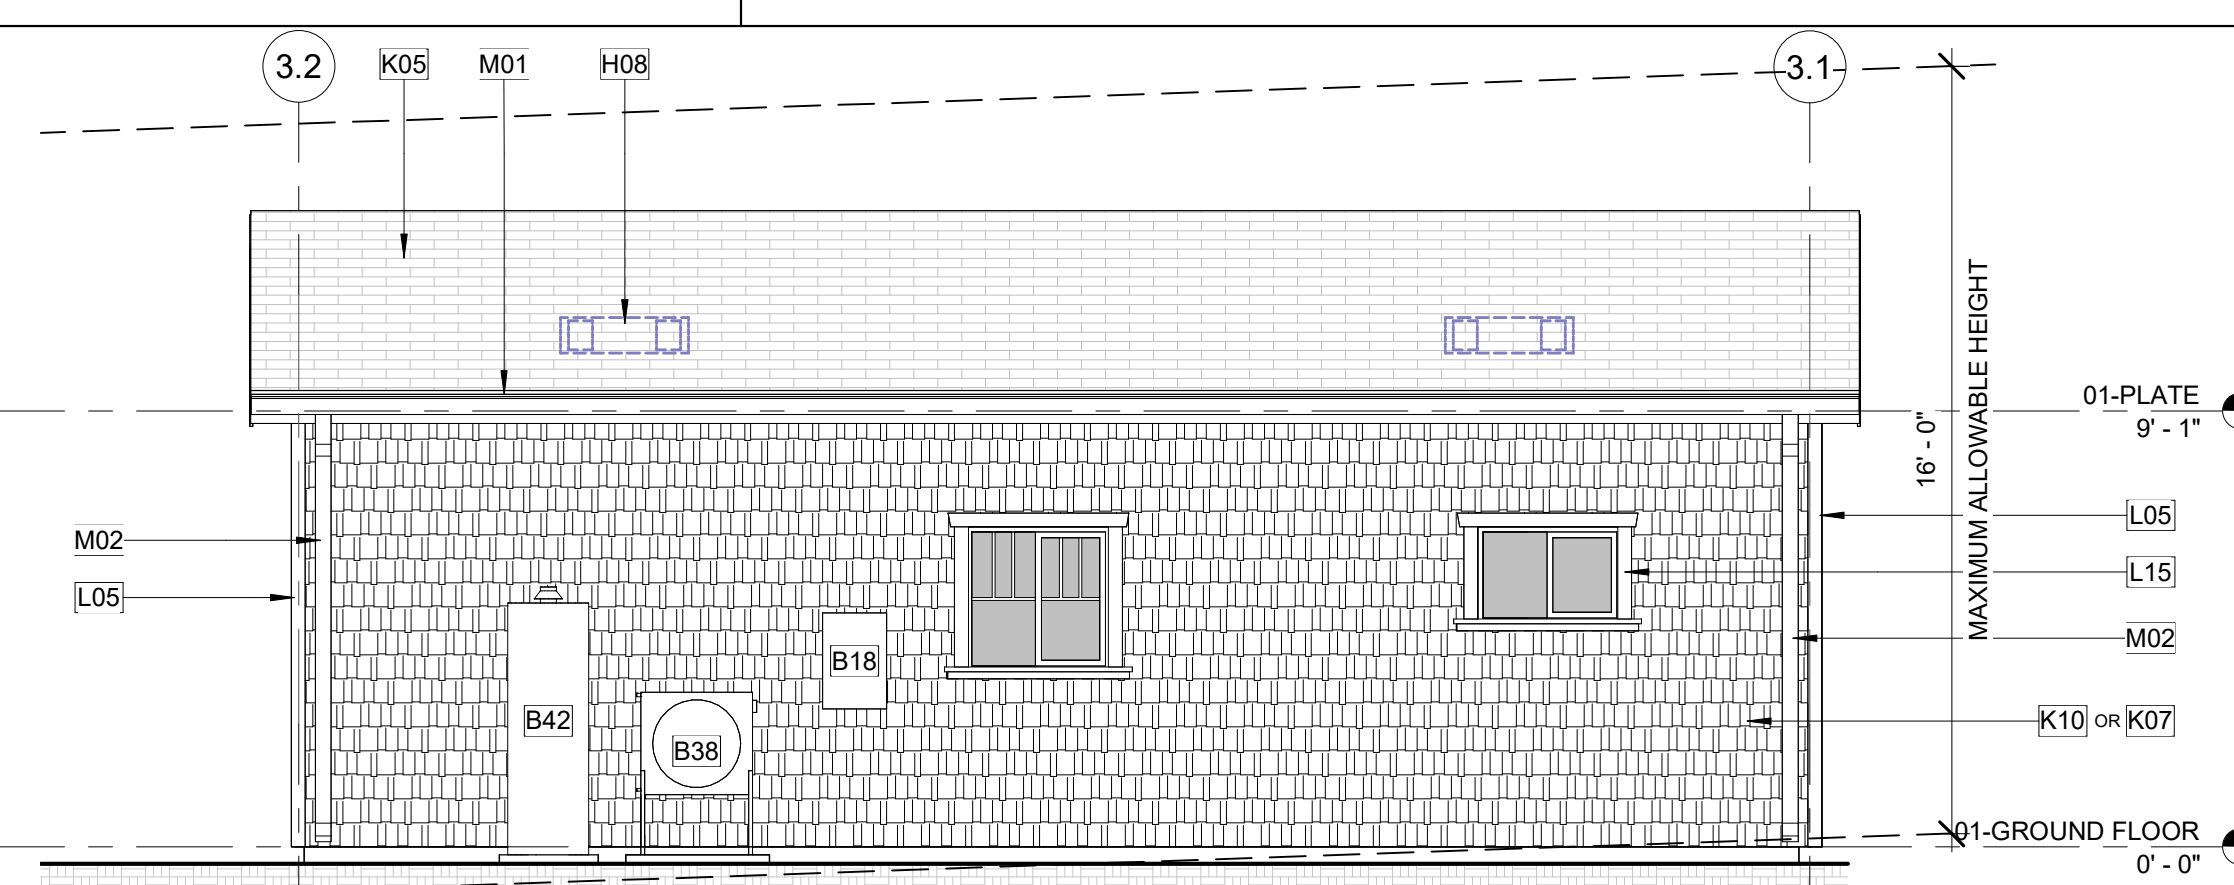 3.2
K05
M01
H08
3.1
MAXIMUM ALLOWABLE HEIGHT
16' - 0"
01-PLATE
9' - 1"
M02
L05
L05
L15
M02
K10 OR K07
B42
B38
B18
01-GROUND FLOOR
0' - 0"